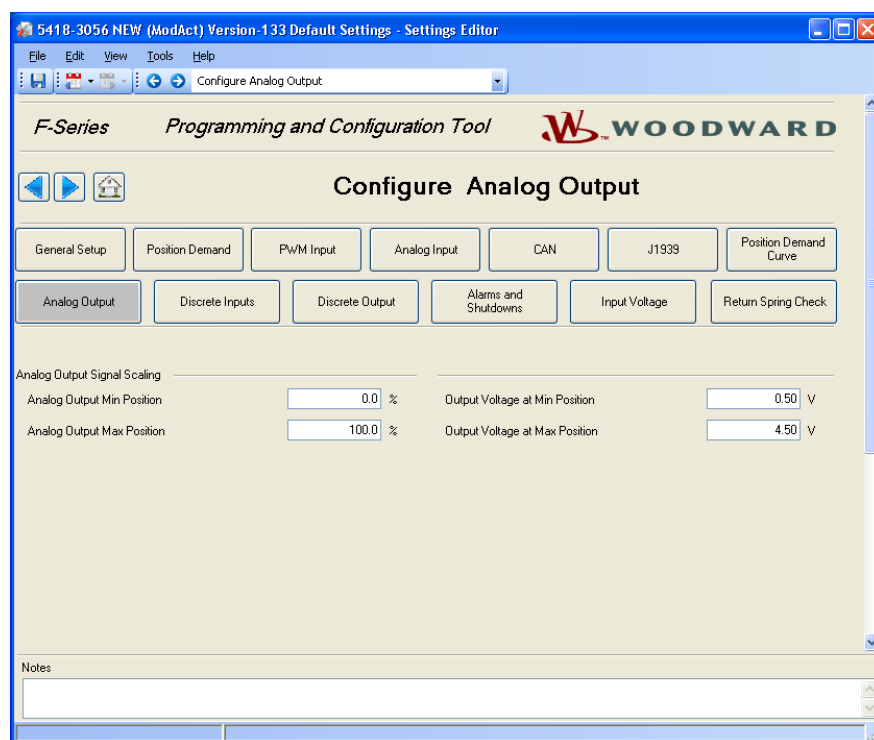 5418-3056 NEW (ModAct) Version-133 Default Settings - Settings Editor
File Edit View Tools Help
Configure Analog Output
F-Series Programming and Configuration Tool WOODWARD
Configure Analog Output
General Setup Position Demand PWM Input Analog Input CAN J1939 Position Demand Curve
Analog Output Discrete Inputs Discrete Output Alarms and Shutdowns Input Voltage Return Spring Check
Analog Output Signal Scaling
Analog Output Min Position 0.0 % Output Voltage at Min Position 0.50 V
Analog Output Max Position 100.0 % Output Voltage at Max Position 4.50 V
Notes